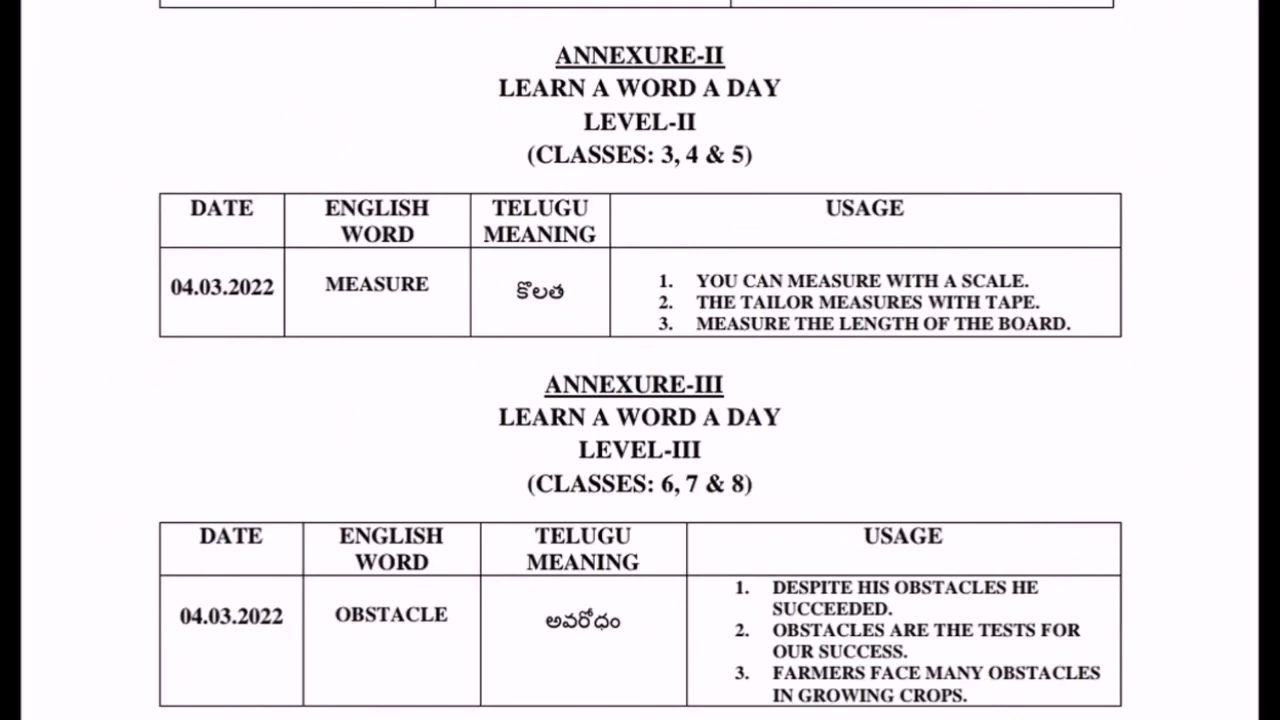 ANNEXURE-II
LEARN A WORD A DAY
LEVEL-II
(CLASSES: 3, 4 & 5)
DATE ENGLISH WORD TELUGU MEANING USAGE
04.03.2022 MEASURE కొలత
1. YOU CAN MEASURE WITH A SCALE.
2. THE TAILOR MEASURES WITH TAPE.
3. MEASURE THE LENGTH OF THE BOARD.
ANNEXURE-III
LEARN A WORD A DAY
LEVEL-III
(CLASSES: 6, 7 & 8)
DATE ENGLISH WORD TELUGU MEANING USAGE
04.03.2022 OBSTACLE అవరోధం
1. DESPITE HIS OBSTACLES HE
SUCCEEDED.
2. OBSTACLES ARE THE TESTS FOR
OUR SUCCESS.
3. FARMERS FACE MANY OBSTACLES
IN GROWING CROPS.